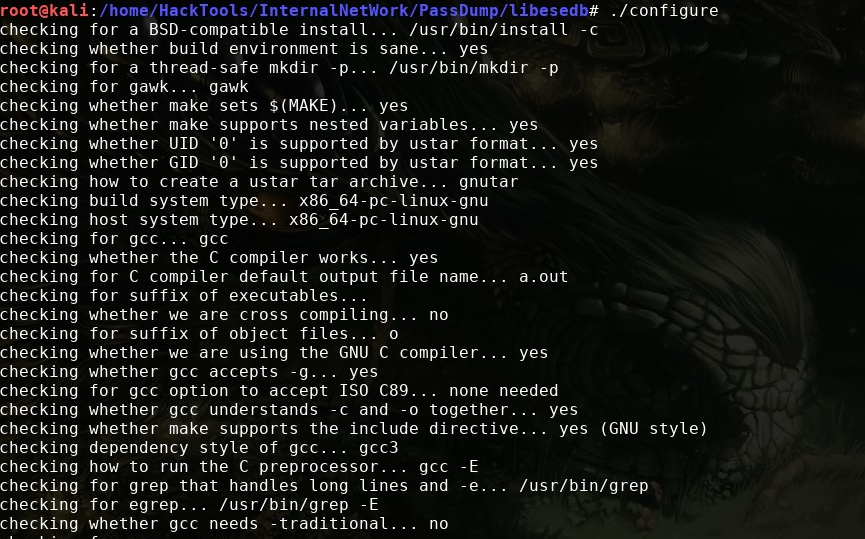 root@kali:/home/HackTools/InternalNetWork/PassDump/libesedb# ./configure
checking for a BSD-compatible install... /usr/bin/install -c
checking whether build environment is sane... yes
checking for a thread-safe mkdir -p... /usr/bin/mkdir -p
checking for gawk... gawk
checking whether make sets $(MAKE)... yes
checking whether make supports nested variables... yes
checking whether UID '0' is supported by ustar format... yes
checking whether GID '0' is supported by ustar format... yes
checking how to create a ustar tar archive... gnutar
checking build system type... x86_64-pc-linux-gnu
checking host system type... x86_64-pc-linux-gnu
checking for gcc... gcc
checking whether the C compiler works... yes
checking for C compiler default output file name... a.out
checking for suffix of executables...
checking whether we are cross compiling... no
checking for suffix of object files... o
checking whether we are using the GNU C compiler... yes
checking whether gcc accepts -g... yes
checking for gcc option to accept ISO C89... none needed
checking whether gcc understands -c and -o together... yes
checking whether make supports the include directive... yes (GNU style)
checking dependency style of gcc... gcc3
checking how to run the C preprocessor... gcc -E
checking for grep that handles long lines and -e... /usr/bin/grep
checking for egrep... /usr/bin/grep -E
checking whether gcc needs -traditional... no